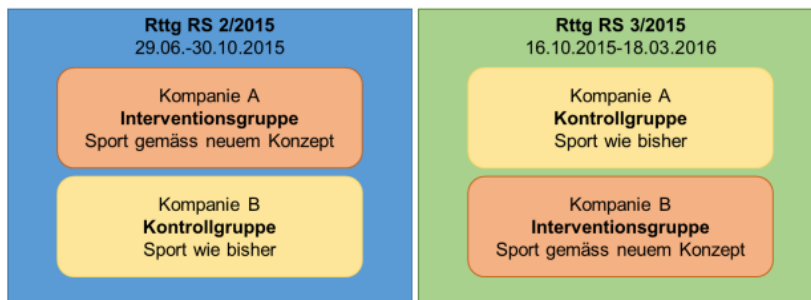 Rttg RS 2/2015
29.06.-30.10.2015
Kompanie A
Interventionsgruppe
Sport gemäss neuem Konzept
Kompanie B
Kontrollgruppe
Sport wie bisher
Rttg RS 3/2015
16.10.2015-18.03.2016
Kompanie A
Kontrollgruppe
Sport wie bisher
Kompanie B
Interventionsgruppe
Sport gemäss neuem Konzept